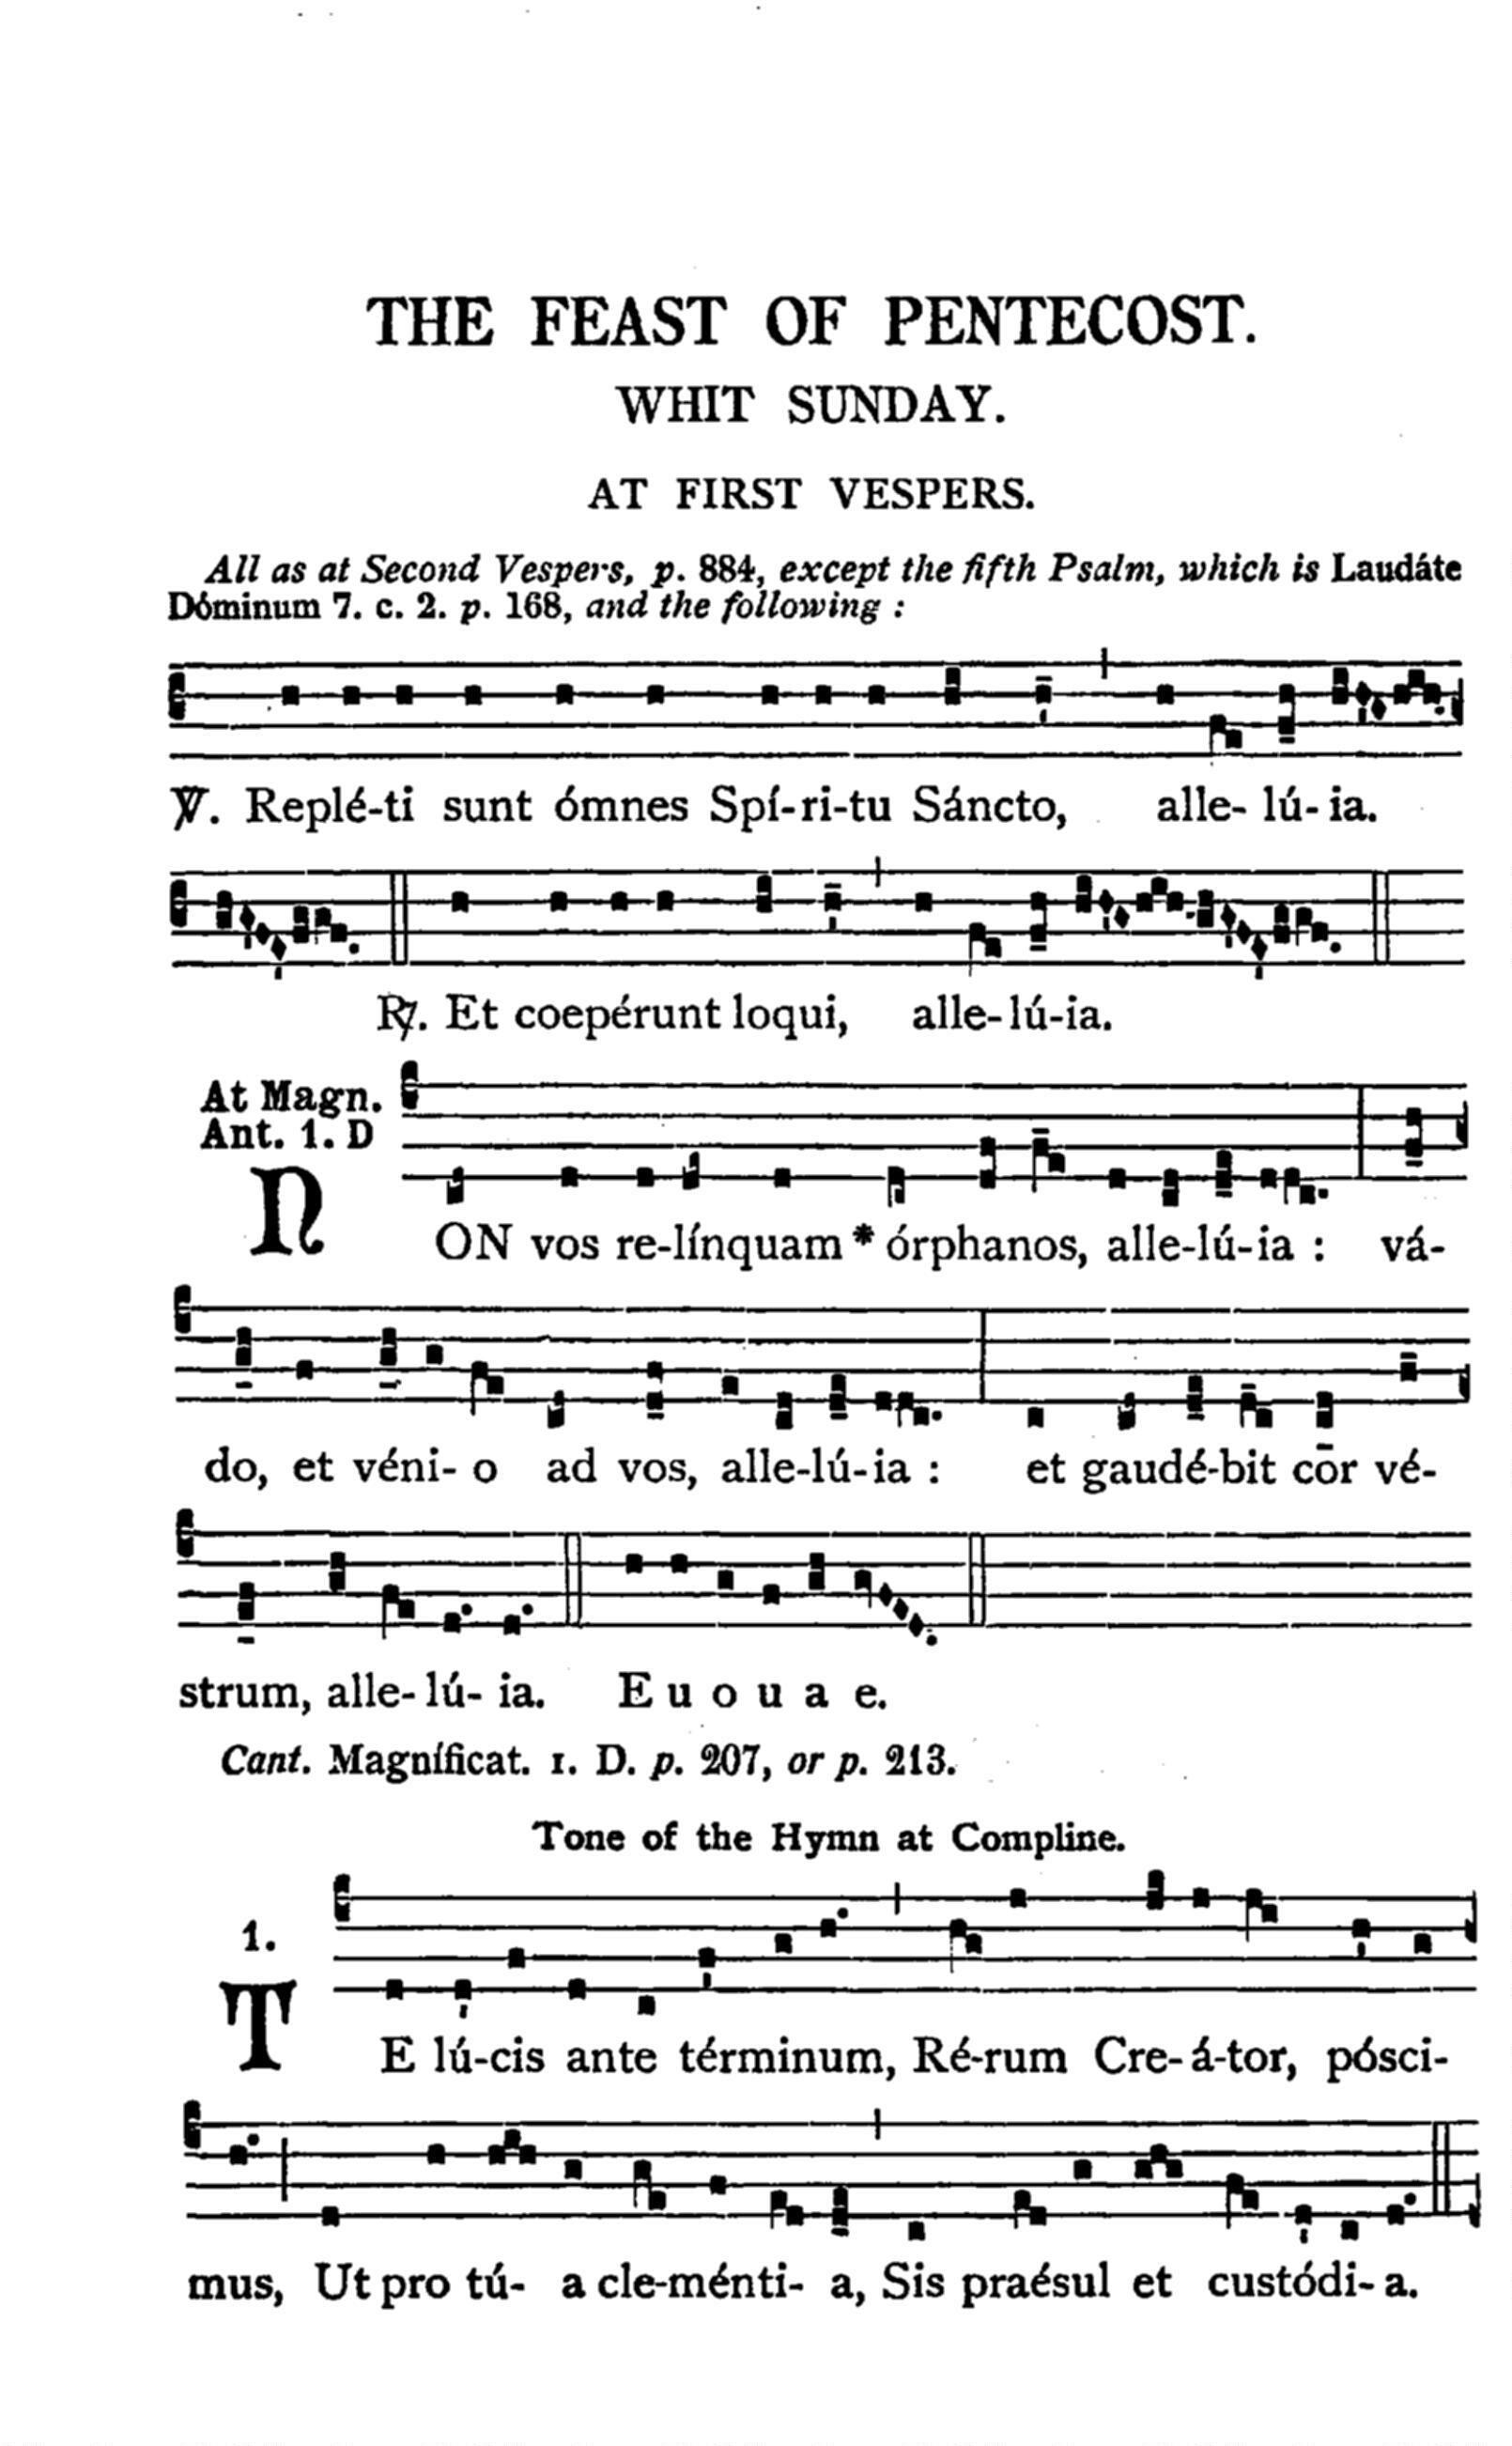 THE FEAST OF PENTECOST.
WHIT SUNDAY.
AT FIRST VESPERS.
All as at Second Vespers, p. 884, except the fifth Psalm, which is Laudáte
Dóminum 7. c. 2. p. 168, and the following :
℣. Replé-ti sunt ómnes Spí-ri-tu Sáncto, alle- lú- ia.
℟. Et coepérunt loqui, alle-lú-ia.
At Magn.
Ant. 1. D
NON vos re-línquam * órphanos, alle-lú-ia : vá-
do, et véni- o ad vos, alle-lú-ia : et gaudé-bit cor vé-
strum, alle- lú- ia. E u o u a e.
Cant. Magníficat. 1. D. p. 207, or p. 213.
Tone of the Hymn at Compline.
1.
TE lú-cis ante términum, Ré-rum Cre- á-tor, pósci-
mus, Ut pro tú- a cle-ménti- a, Sis praésul et custódi- a.